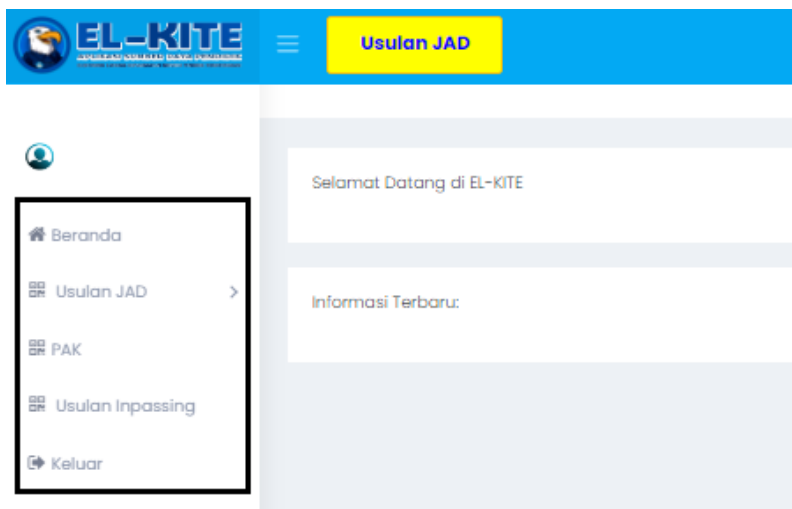 EL-KITE
Usulan JAD
Selamat Datang di EL-KITE
Beranda
Usulan JAD
Informasi Terbaru:
PAK
Usulan Inpassing
Keluar